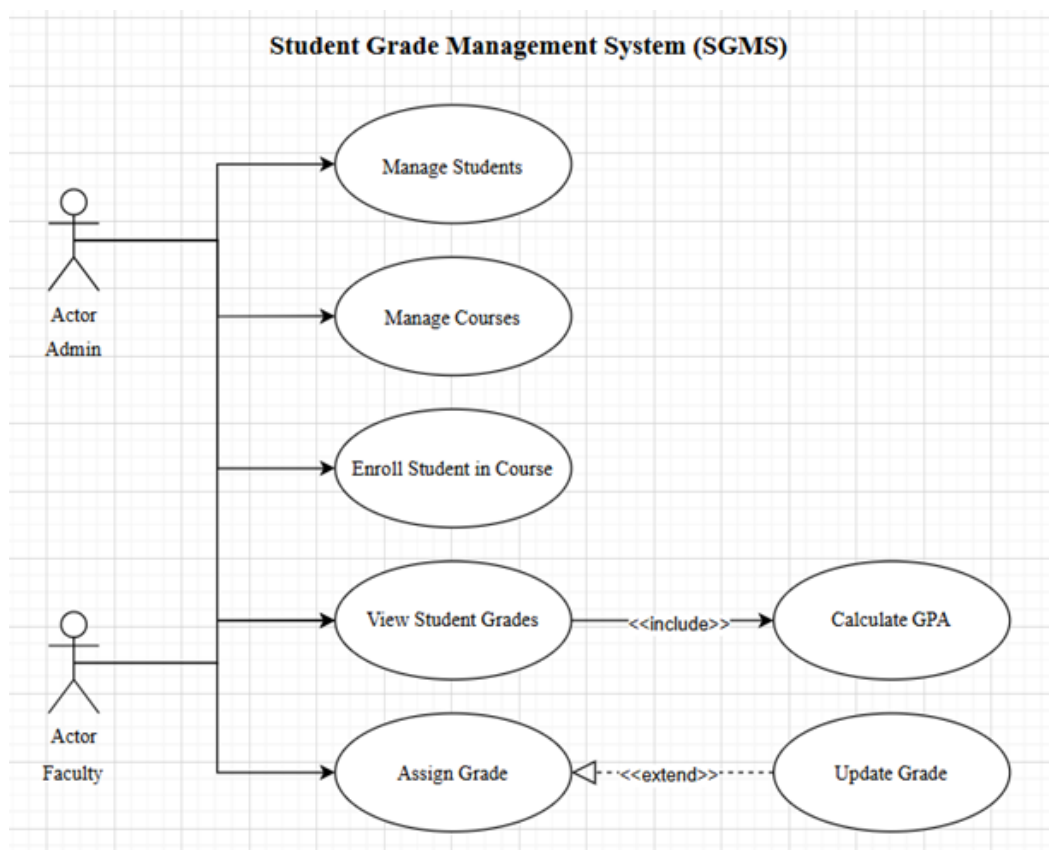 Student Grade Management System (SGMS)
Manage Students
Actor
Admin
Manage Courses
Enroll Student in Course
View Student Grades
<<include>>
Calculate GPA
Actor
Faculty
Assign Grade
<<extend>>
Update Grade